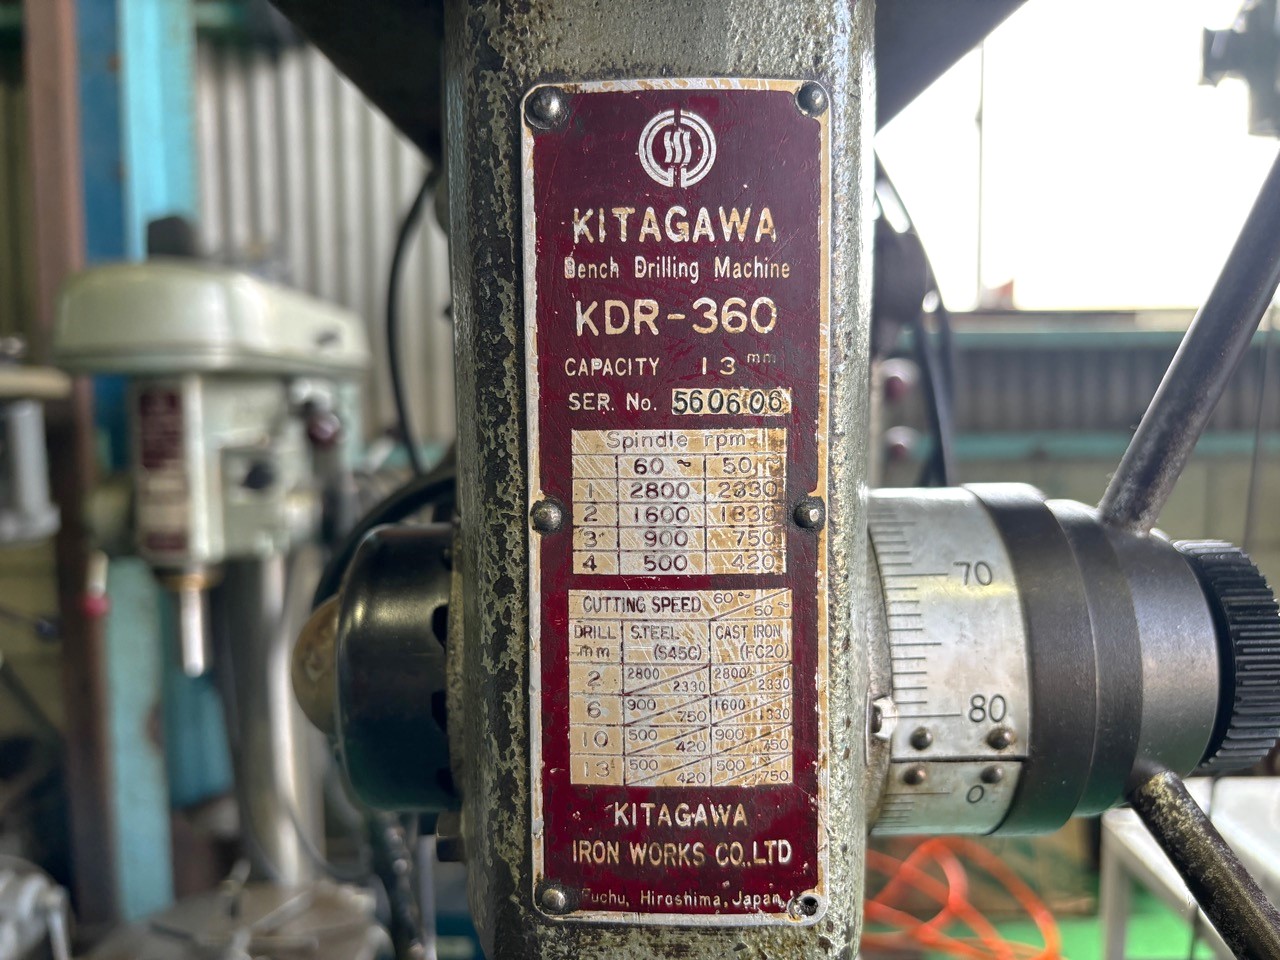 KITAGAWA
Bench Drilling Machine
KDR-360
CAPACITY 13 mm
SER. No. 560606
Spindle rpm
60~ 50
1 2800 2330
2 1600 1330
3 900 750
4 500 420
CUTTING SPEED 60~ 50~
DRILL mm STEEL (S45C) CAST IRON (FC20)
2 2800 2330 2800 2330
6 900 750 1600 1330
10 500 420 900 750
13 500 420 500 750
KITAGAWA
IRON WORKS CO.,LTD
Fuchu, Hiroshima, Japan.
70
80
0